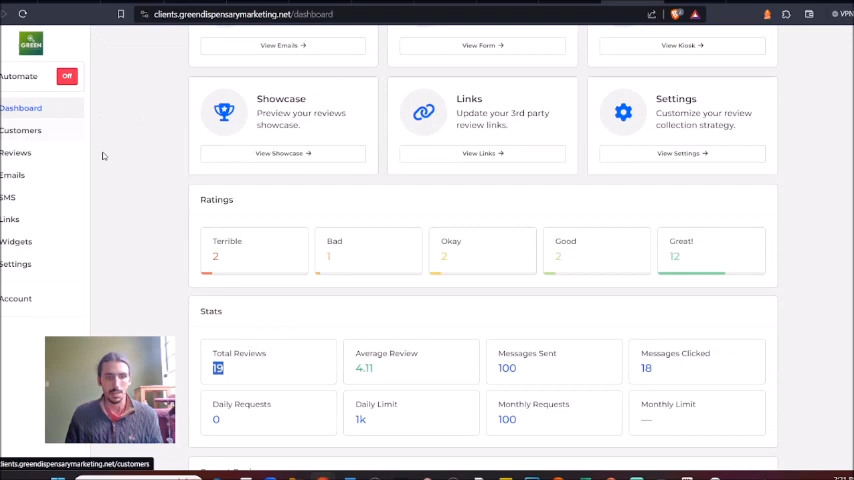 clients.greendispensarymarketing.net/dashboard
VPN
GREEN
View Emails →
View Form →
View Kiosk →
Automate
Off
Dashboard
Customers
Reviews
Emails
SMS
Links
Widgets
Settings
Account
Showcase
Preview your reviews
showcase.
View Showcase →
Links
Update your 3rd party
review links.
View Links →
Settings
Customize your review
collection strategy.
View Settings →
Ratings
Terrible
2
Bad
1
Okay
2
Good
2
Great!
12
Stats
Total Reviews
19
Average Review
4.11
Messages Sent
100
Messages Clicked
18
Daily Requests
0
Daily Limit
1k
Monthly Requests
100
Monthly Limit
—
clients.greendispensarymarketing.net/customers